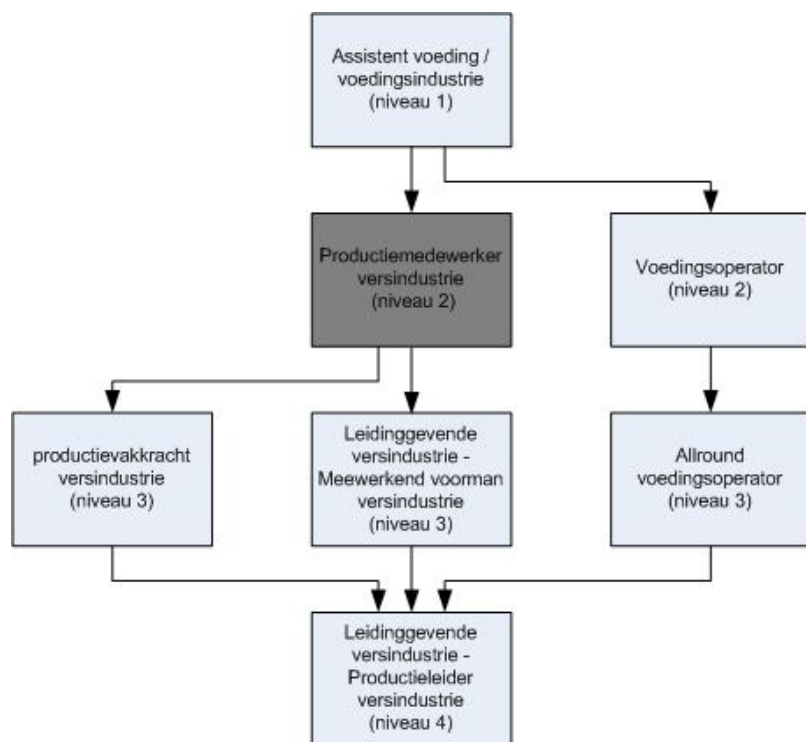 Assistent voeding /
voedingsindustrie
(niveau 1)
Productiemedewerker
versindustrie
(niveau 2)
Voedingsoperator
(niveau 2)
productievakkracht
versindustrie
(niveau 3)
Leidinggevende
versindustrie -
Meewerkend voorman
versindustrie
(niveau 3)
Allround
voedingsoperator
(niveau 3)
Leidinggevende
versindustrie -
Productieleider
versindustrie
(niveau 4)